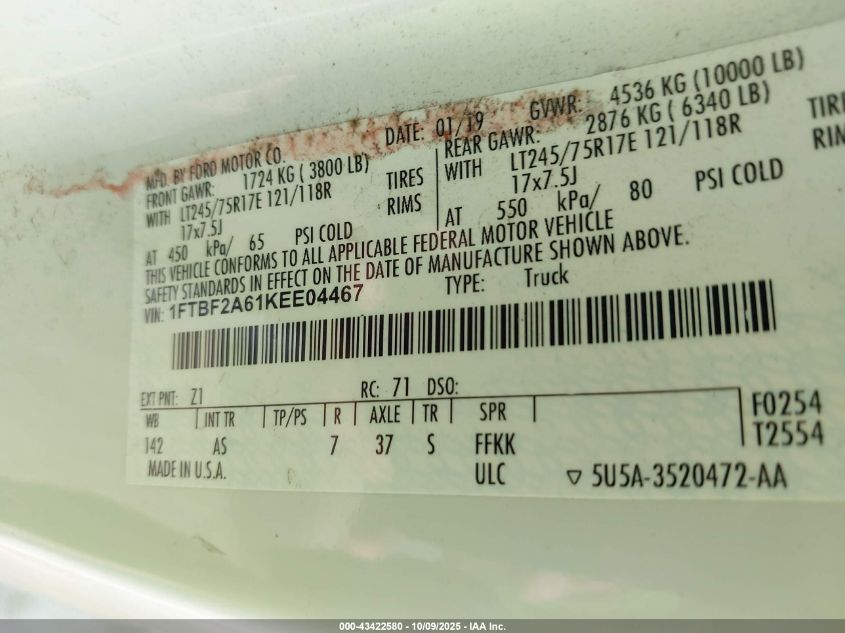 MFD. BY FORD MOTOR CO. DATE: 01/19 GVWR: 4536 KG (10000 LB)
FRONT GAWR: 1724 KG ( 3800 LB) REAR GAWR: 2876 KG ( 6340 LB)
WITH LT245/75R17E 121/118R TIRES WITH LT245/75R17E 121/118R TIRE
17x7.5J RIMS 17x7.5J RIM
AT 450 kPa/ 65 PSI COLD AT 550 kPa/ 80 PSI COLD
THIS VEHICLE CONFORMS TO ALL APPLICABLE FEDERAL MOTOR VEHICLE
SAFETY STANDARDS IN EFFECT ON THE DATE OF MANUFACTURE SHOWN ABOVE.
VIN: 1FTBF2A61KEE04467 TYPE: Truck
EXT PNT: Z1 RC: 71 DSO:
WB INT TR TP/PS R AXLE TR SPR F0254
142 AS 7 37 S FFKK T2554
MADE IN U.S.A. ULC ▽ 5U5A-3520472-AA
000-43422580 - 10/09/2025 - IAA Inc.